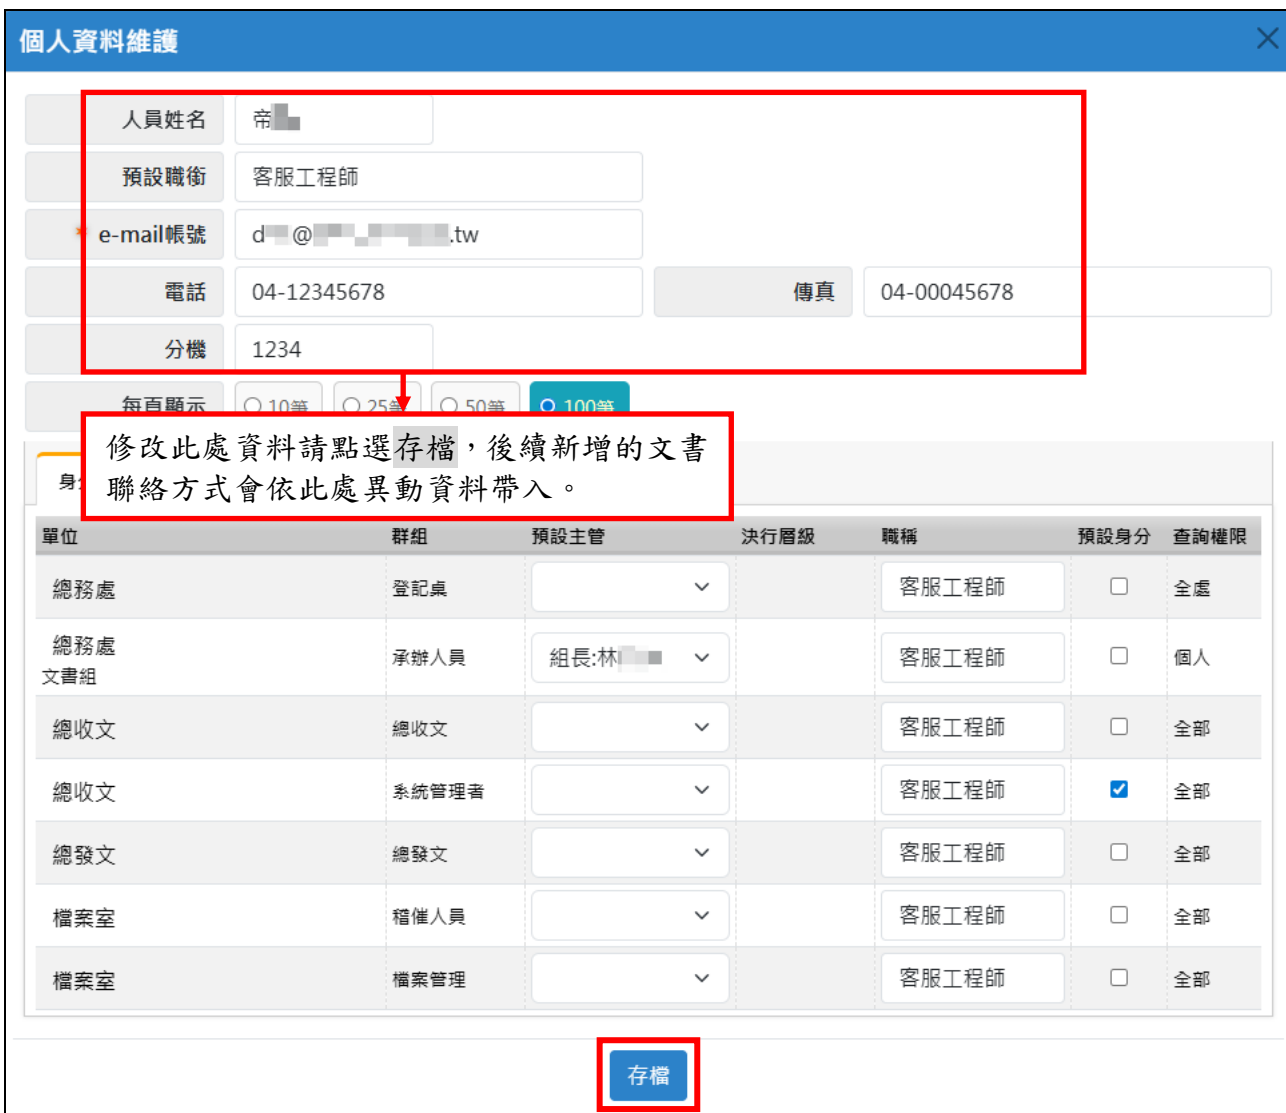 個人資料維護
人員姓名 帝
預設職銜 客服工程師
* e-mail帳號 d @ .tw
電話 04-12345678 傳真 04-00045678
分機 1234
每頁顯示 10筆 25筆 50筆 100筆
修改此處資料請點選存檔，後續新增的文書
聯絡方式會依此處異動資料帶入。
單位 群組 預設主管 決行層級 職稱 預設身分 查詢權限
總務處 登記桌 客服工程師 全處
總務處
文書組 承辦人員 組長:林 客服工程師 個人
總收文 總收文 客服工程師 全部
總收文 系統管理者 客服工程師 全部
總發文 總發文 客服工程師 全部
檔案室 稽催人員 客服工程師 全部
檔案室 檔案管理 客服工程師 全部
存檔